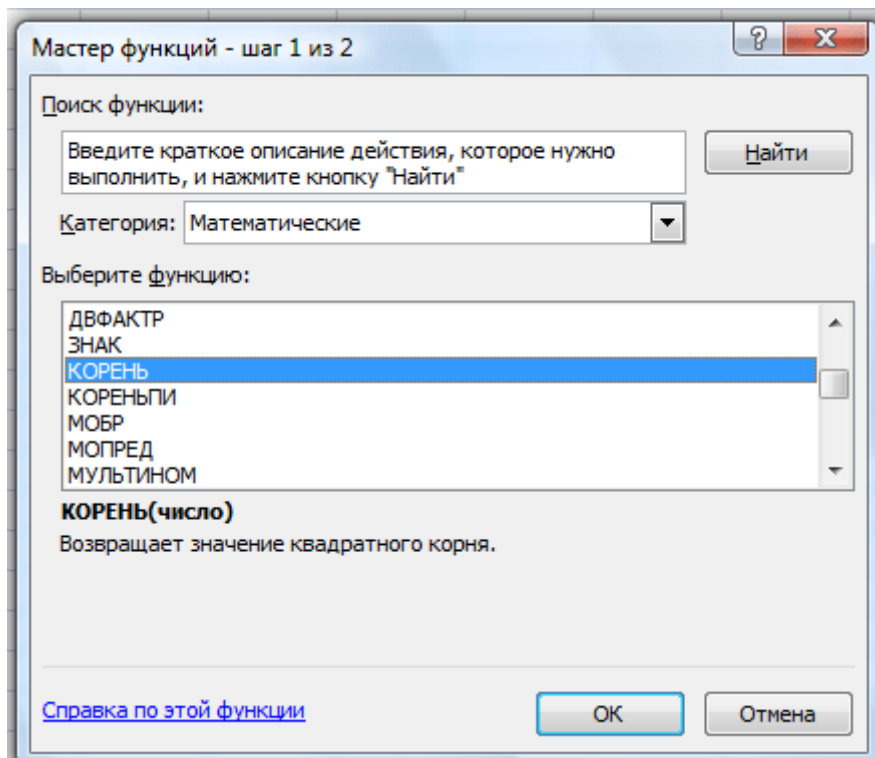 Мастер функций - шаг 1 из 2
Поиск функции:
Введите краткое описание действия, которое нужно
выполнить, и нажмите кнопку "Найти"
Найти
Категория: Математические
Выберите функцию:
ДВФАКТР
ЗНАК
КОРЕНЬ
КОРЕНЬПИ
МОБР
МОПРЕД
МУЛЬТИНОМ
КОРЕНЬ(число)
Возвращает значение квадратного корня.
Справка по этой функции
ОК
Отмена